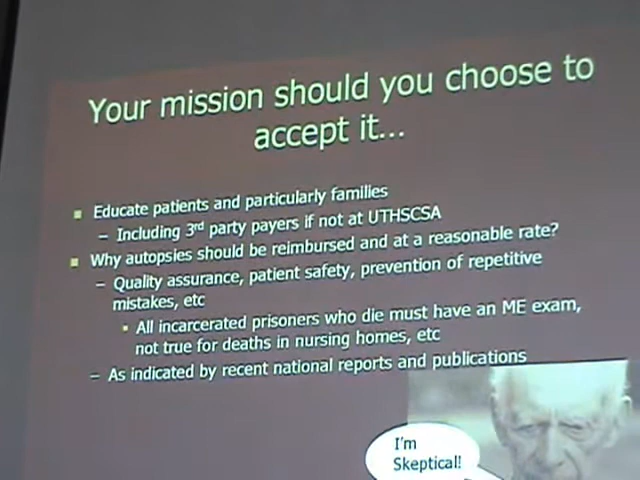 Your mission should you choose to
accept it...
Educate patients and particularly families
– Including 3rd party payers if not at UTHSCSA
Why autopsies should be reimbursed and at a reasonable rate?
– Quality assurance, patient safety, prevention of repetitive
mistakes, etc
• All incarcerated prisoners who die must have an ME exam,
not true for deaths in nursing homes, etc
– As indicated by recent national reports and publications
I'm
Skeptical!